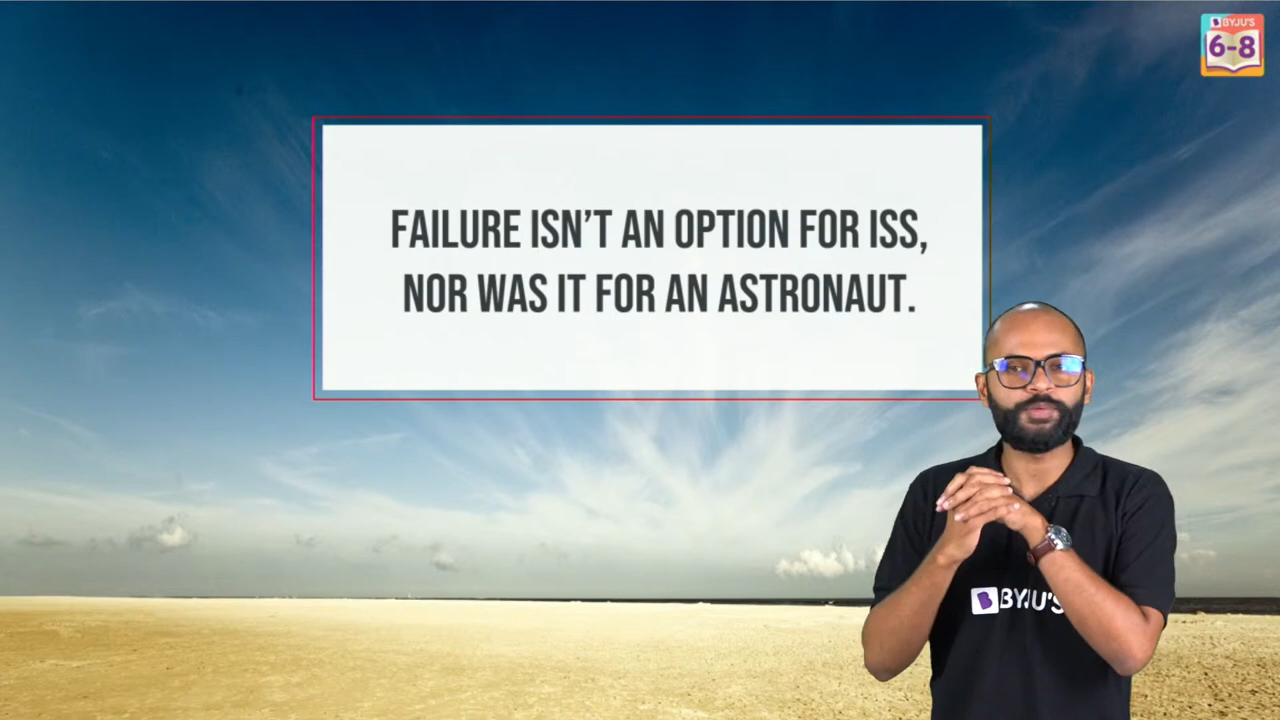 BYJU'S
6-8
FAILURE ISN’T AN OPTION FOR ISS,
NOR WAS IT FOR AN ASTRONAUT.
BYJU'S